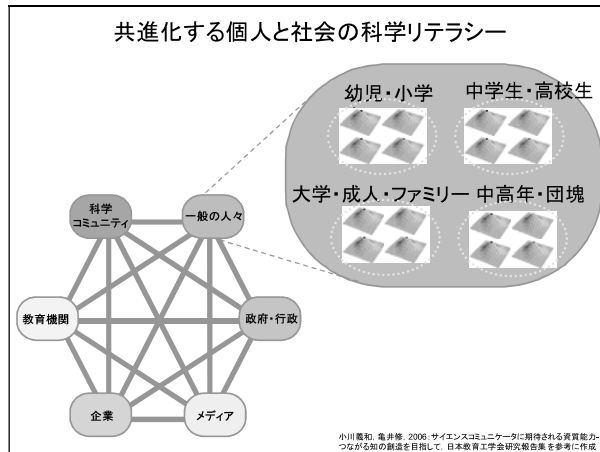 共進化する個人と社会の科学リテラシー
幼児・小学
中学生・高校生
大学・成人・ファミリー
中高年・団塊
科学
コミュニティ
一般の人々
教育機関
政府・行政
企業
メディア
小川義和, 亀井修, 2006:サイエンスコミュニケータに期待される資質能力-
つながる知の創造を目指して, 日本教育工学会研究報告集を参考に作成